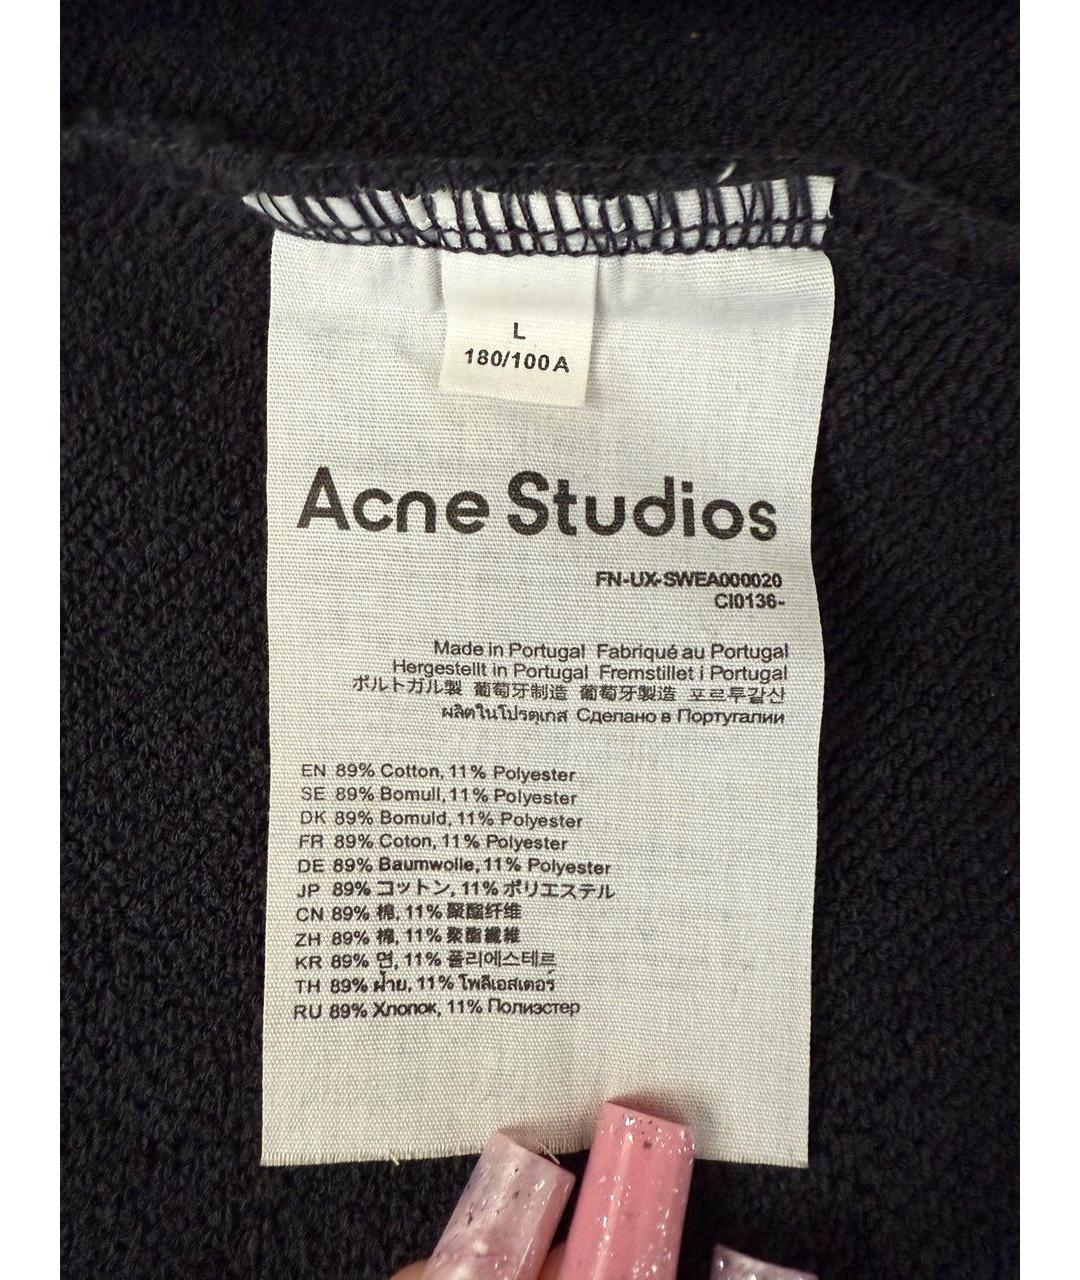 L
180/100A
Acne Studios
FN-UX-SWEA000020
CI0136-
Made in Portugal Fabriqué au Portugal
Hergestellt in Portugal Fremstillet i Portugal
ポルトガル製 葡萄牙制造 葡萄牙製造 포르투갈산
ผลิตในโปรตุเกส Сделано в Португалии
EN 89% Cotton, 11% Polyester
SE 89% Bomull, 11% Polyester
DK 89% Bomuld, 11% Polyester
FR 89% Coton, 11% Polyester
DE 89% Baumwolle, 11% Polyester
JP 89% コットン, 11% ポリエステル
CN 89% 棉, 11% 聚酯纤维
ZH 89% 棉, 11% 聚酯纖維
KR 89% 면, 11% 폴리에스테르
TH 89% ฝ้าย, 11% โพลีเอสเตอร์
RU 89% Хлопок, 11% Полиэстер